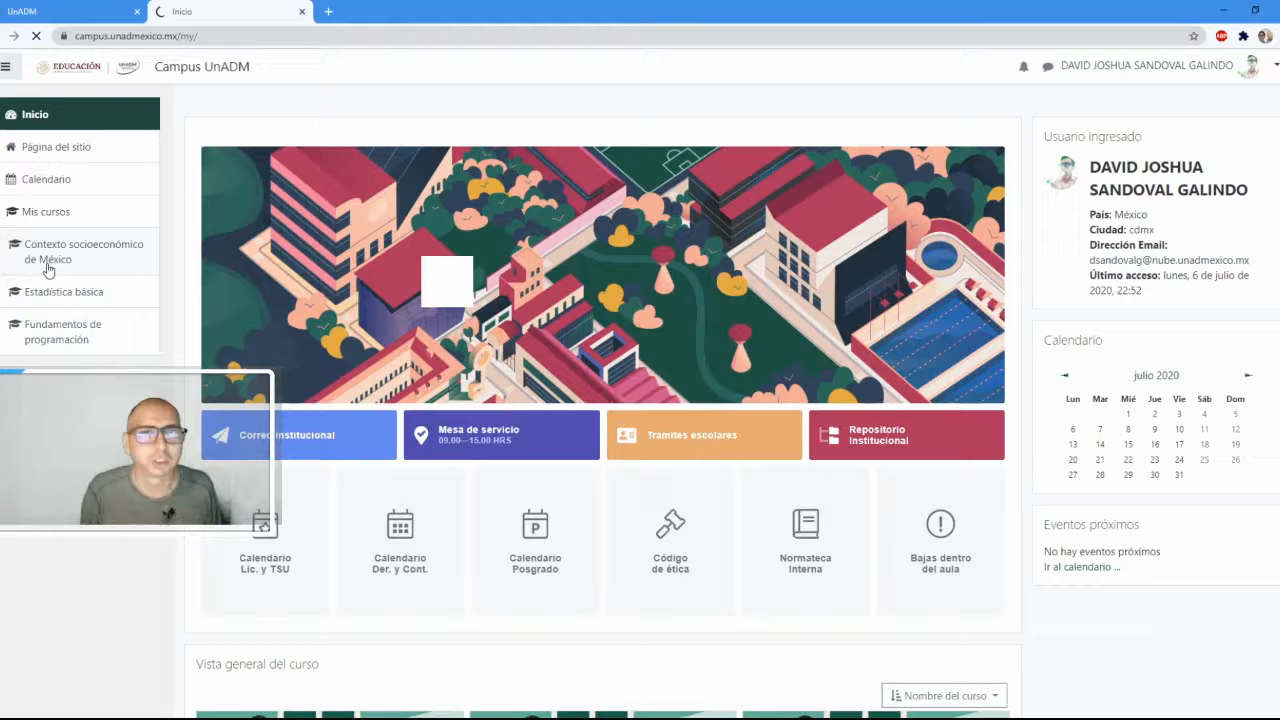 UnADM
Inicio
campus.unadmexico.mx/my/
ABP
EDUCACIÓN
UnADM
Campus UnADM
DAVID JOSHUA SANDOVAL GALINDO
Inicio
Página del sitio
Calendario
Mis cursos
Contexto socioeconómico
de México
Estadística básica
Fundamentos de
programación
Correo institucional
Mesa de servicio
09.00—15.00 HRS
Tramites escolares
Repositorio
Institucional
Calendario
Lic. y TSU
Calendario
Der. y Cont.
P
Calendario
Posgrado
Código
de ética
Normateca
Interna
Bajas dentro
del aula
Vista general del curso
Nombre del curso
Usuario ingresado
DAVID JOSHUA
SANDOVAL GALINDO
País: México
Ciudad: cdmx
Dirección Email:
dsandovalg@nube.unadmexico.mx
Último acceso: lunes, 6 de julio de
2020, 22:52
Calendario
◄ julio 2020 ►
Lun Mar Mié Jue Vie Sáb Dom
1 2 3 4 5
6 7 8 9 10 11 12
13 14 15 16 17 18 19
20 21 22 23 24 25 26
27 28 29 30 31
Eventos próximos
No hay eventos próximos
Ir al calendario ...